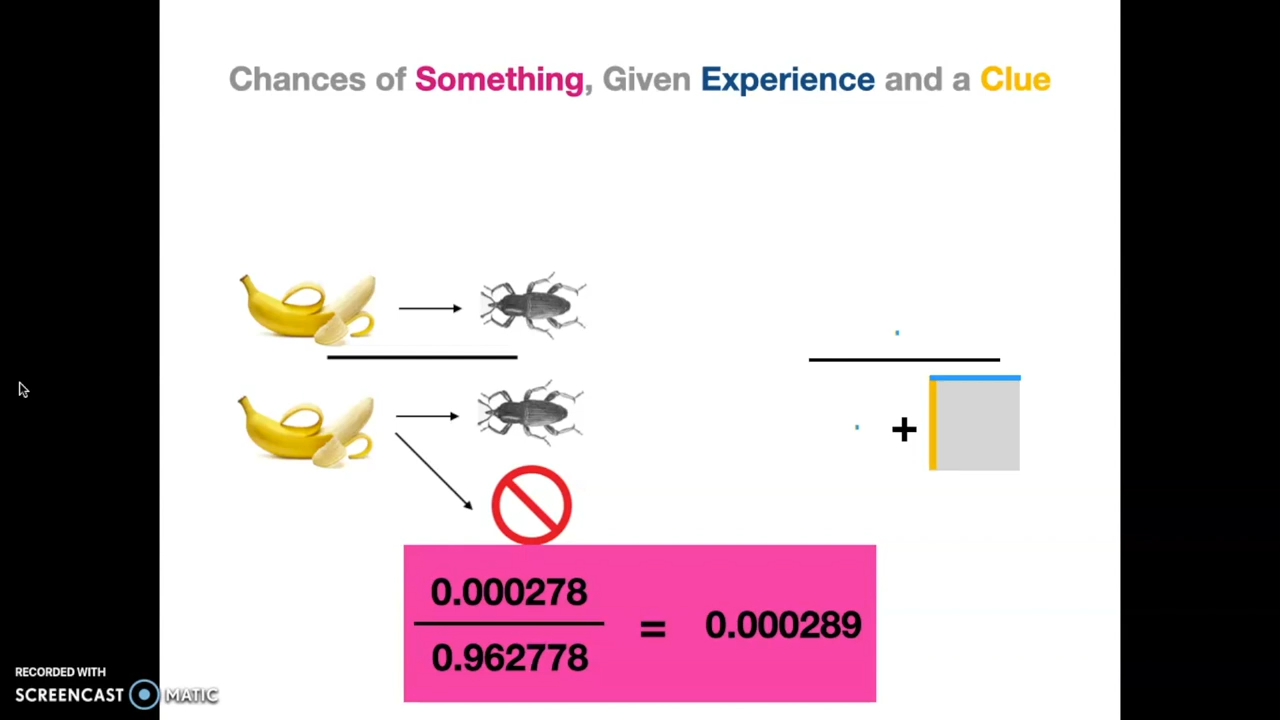 Chances of Something, Given Experience and a Clue
+
0.000278
0.962778
= 0.000289
RECORDED WITH
SCREENCAST MATIC